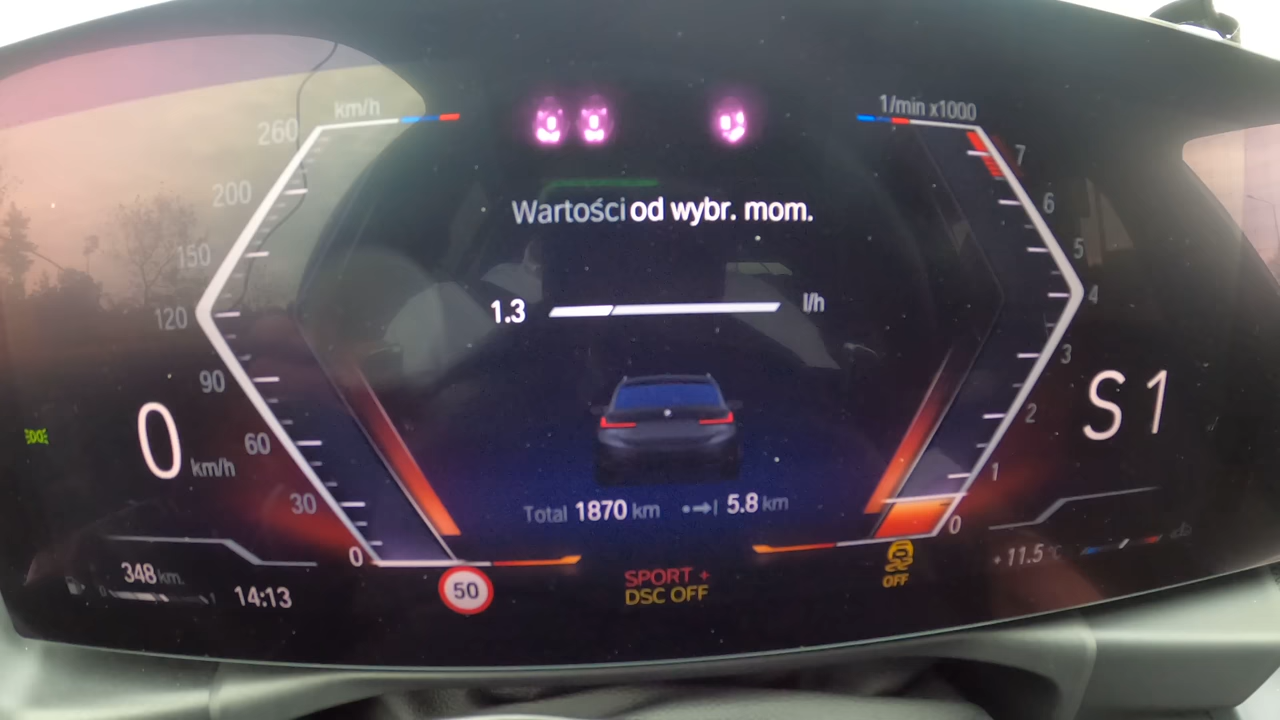 km/h
260
200
150
120
90
60
30
0
0 km/h
Wartości od wybr. mom.
1.3 l/h
Total 1870 km 5.8 km
1/min x1000
7
6
5
4
3
2
1
0
S 1
348 km
14:13
50
SPORT +
DSC OFF
OFF
+11.5 °C